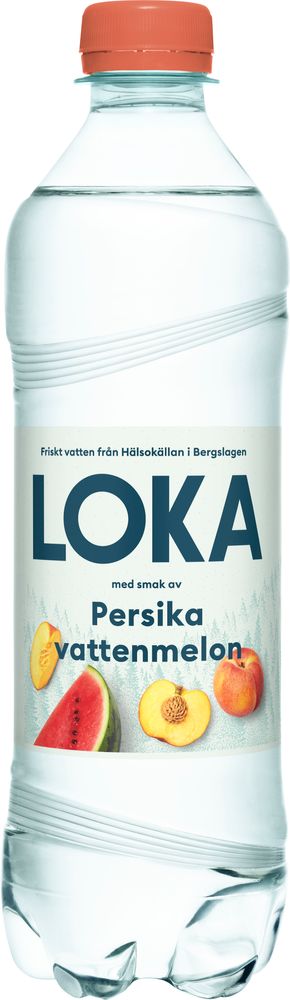 Friskt vatten från Hälsokällan i Bergslagen
LOKA
med smak av
Persika
vattenmelon